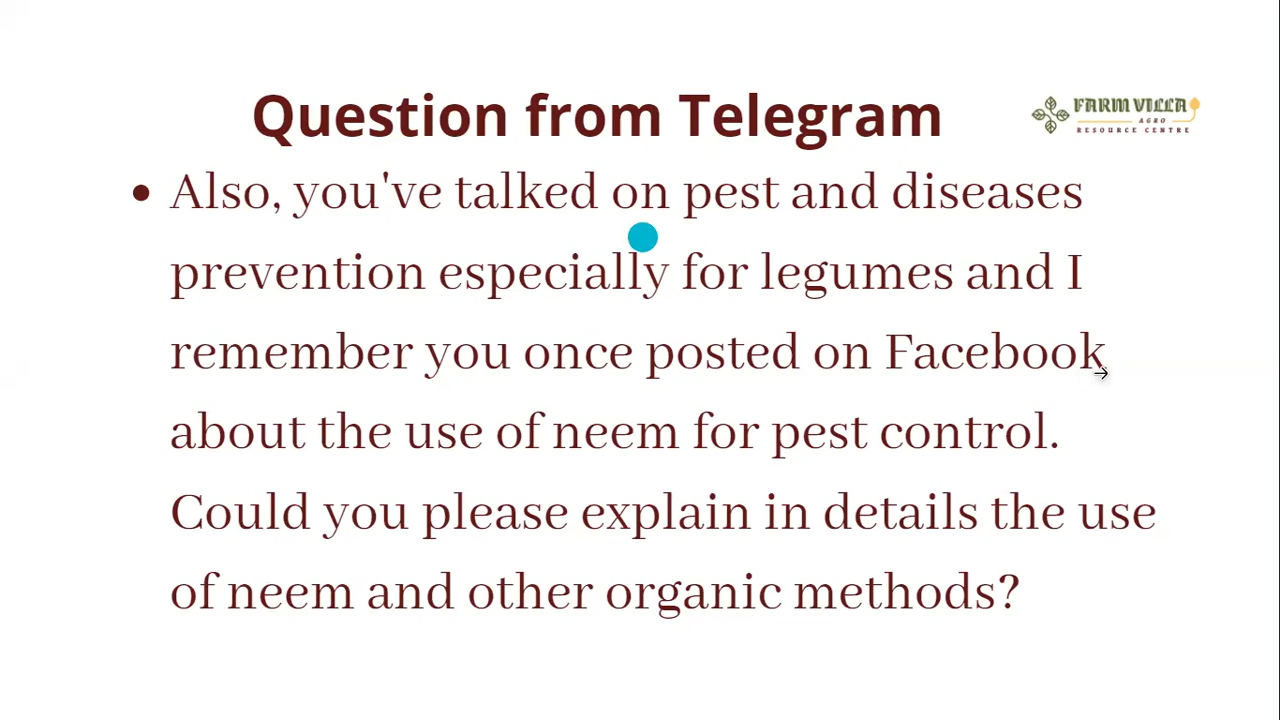 Question from Telegram
FARM VILLA
AGRO
RESOURCE CENTRE
• Also, you've talked on pest and diseases
prevention especially for legumes and I
remember you once posted on Facebook
about the use of neem for pest control.
Could you please explain in details the use
of neem and other organic methods?